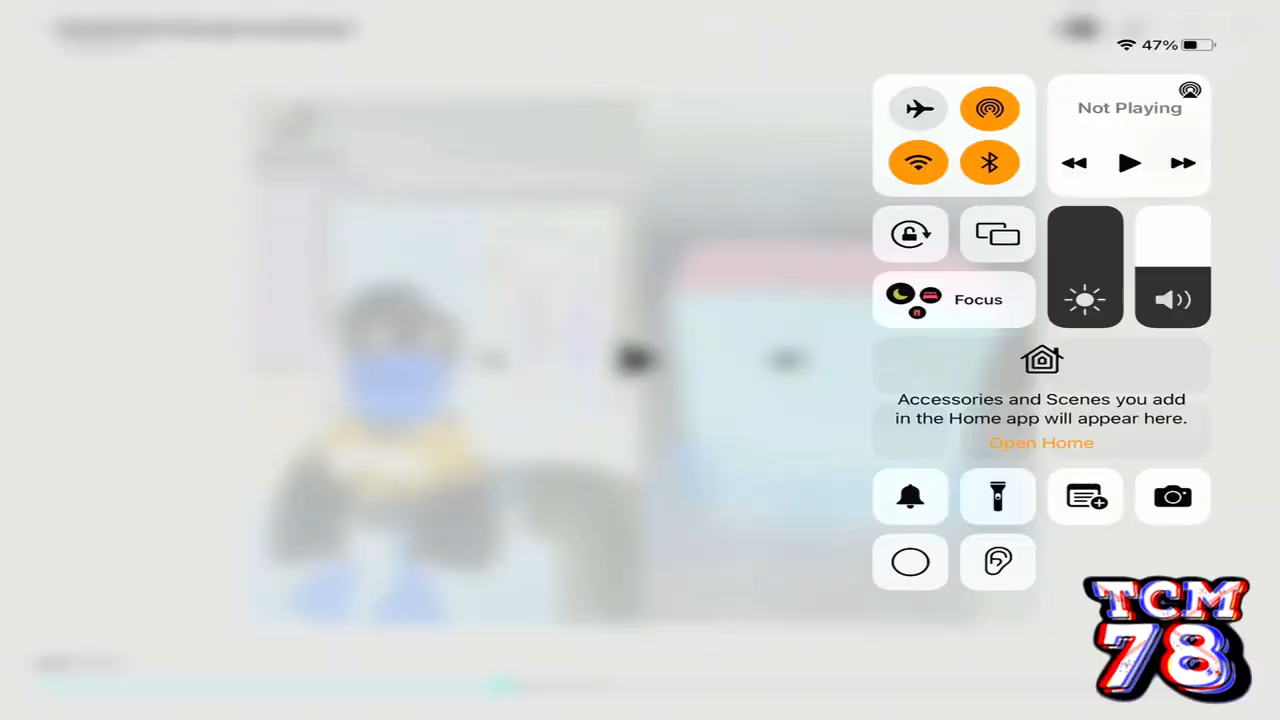 47%
Not Playing
Focus
Accessories and Scenes you add
in the Home app will appear here.
Open Home
TCM
78